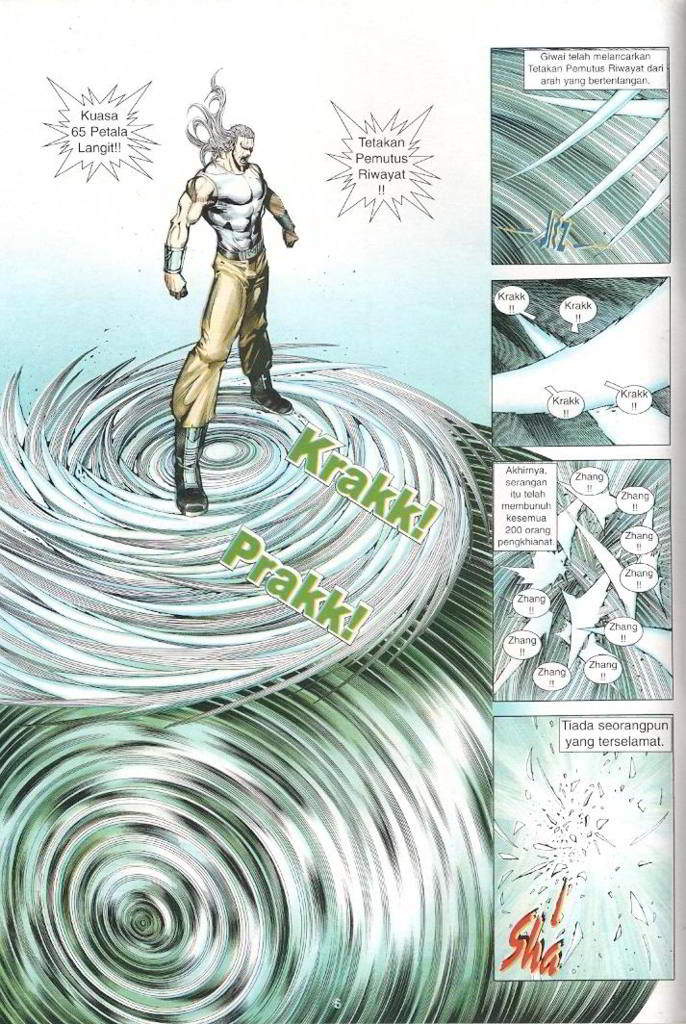 Kuasa
65 Petala
Langit!!
Tetakan
Pemutus
Riwayat
!!
Krakk!
Prakk!
Giwai telah melancarkan
Tetakan Pemutus Riwayat dari
arah yang bertentangan.
Krakk
!!
Krakk
!!
Krakk
!!
Krakk
!!
Akhirnya,
serangan
itu telah
membunuh
kesemua
200 orang
pengkhianat.
Zhang
!!
Zhang
!!
Zhang
!!
Zhang
!!
Zhang
!!
Zhang
!!
Zhang
!!
Zhang
!!
Zhang
!!
Tiada seorangpun
yang terselamat.
Sha!
6